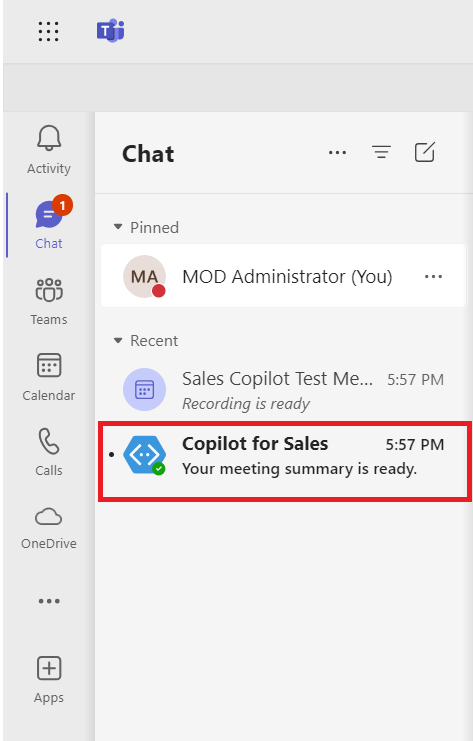 Activity
1
Chat
Teams
Calendar
Calls
OneDrive
Apps
Chat
Pinned
MA
MOD Administrator (You)
Recent
Sales Copilot Test Me... 5:57 PM
Recording is ready
Copilot for Sales 5:57 PM
Your meeting summary is ready.